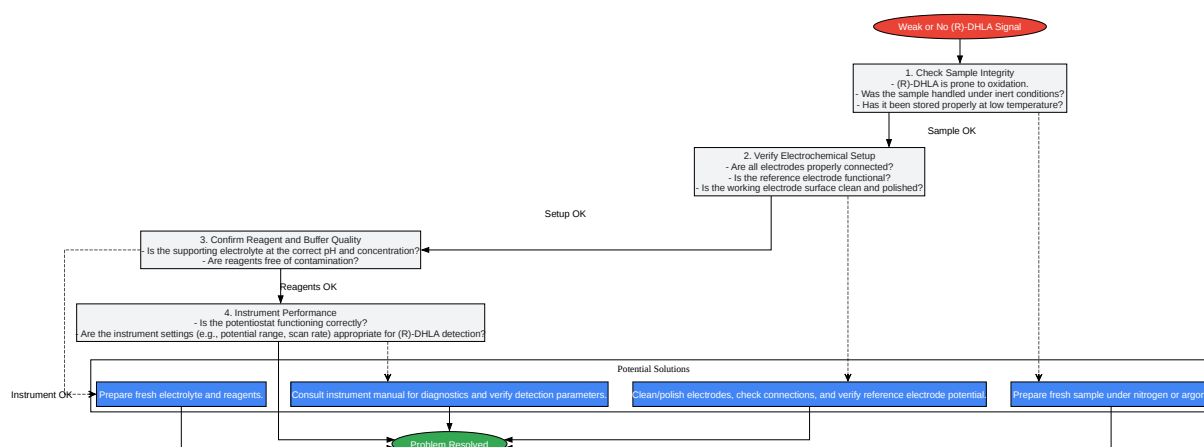 Weak or No (R)-DHLA Signal
1. Check Sample Integrity
- (R)-DHLA is prone to oxidation.
- Was the sample handled under inert conditions?
- Has it been stored properly at low temperature?
Sample OK
2. Verify Electrochemical Setup
- Are all electrodes properly connected?
- Is the reference electrode functional?
- Is the working electrode surface clean and polished?
Setup OK
3. Confirm Reagent and Buffer Quality
- Is the supporting electrolyte at the correct pH and concentration?
- Are reagents free of contamination?
Reagents OK
4. Instrument Performance
- Is the potentiostat functioning correctly?
- Are the instrument settings (e.g., potential range, scan rate) appropriate for (R)-DHLA detection?
Potential Solutions
Instrument OK
Prepare fresh electrolyte and reagents.
Consult instrument manual for diagnostics and verify detection parameters.
Clean/polish electrodes, check connections, and verify reference electrode potential.
Prepare fresh sample under nitrogen or argon
Problem Resolved